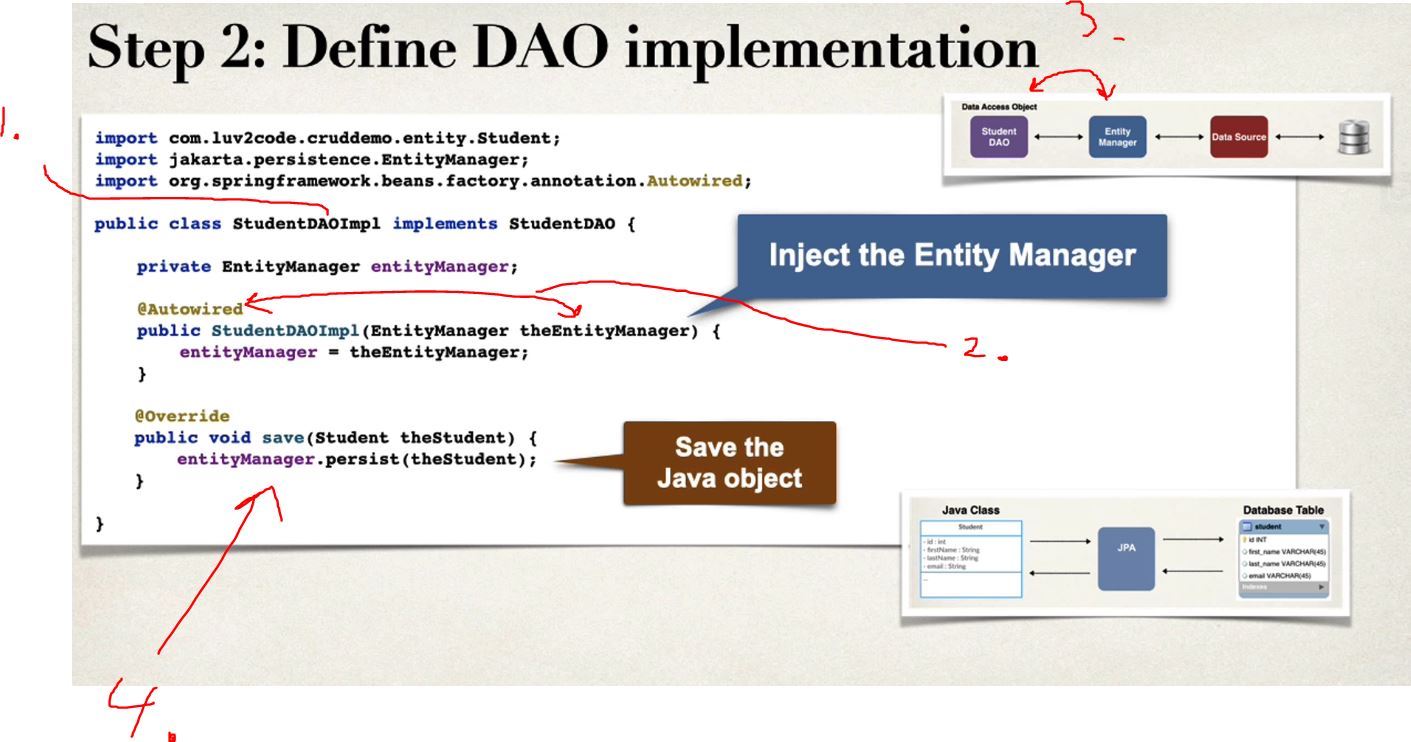 3.
Step 2: Define DAO implementation
1.
Data Access Object
Student DAO
Entity Manager
Data Source
import com.luv2code.cruddemo.entity.Student;
import jakarta.persistence.EntityManager;
import org.springframework.beans.factory.annotation.Autowired;
public class StudentDAOImpl implements StudentDAO {
private EntityManager entityManager;
Inject the Entity Manager
@Autowired
public StudentDAOImpl(EntityManager theEntityManager) {
entityManager = theEntityManager;
}
2.
@Override
public void save(Student theStudent) {
entityManager.persist(theStudent);
}
Save the
Java object
}
Java Class
Student
- id : int
- firstName : String
- lastName : String
- email : String
...
JPA
Database Table
student
id INT
first_name VARCHAR(45)
last_name VARCHAR(45)
email VARCHAR(45)
Indexes
4.